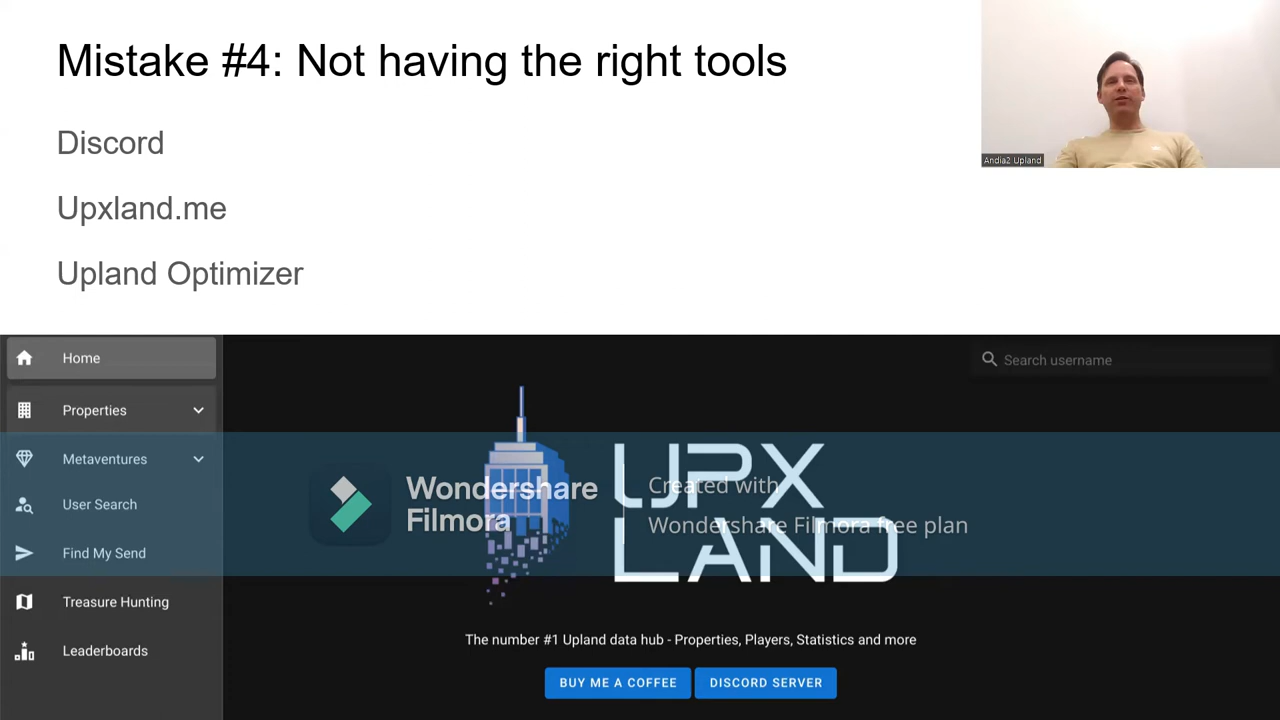 Mistake #4: Not having the right tools
Discord
Upxland.me
Upland Optimizer
Andia2 Upland
Home
Search username
Properties
Metaventures
User Search
Find My Send
Treasure Hunting
Leaderboards
UPX
LAND
Wondershare
Filmora
Created with
Wondershare Filmora free plan
The number #1 Upland data hub - Properties, Players, Statistics and more
BUY ME A COFFEE
DISCORD SERVER